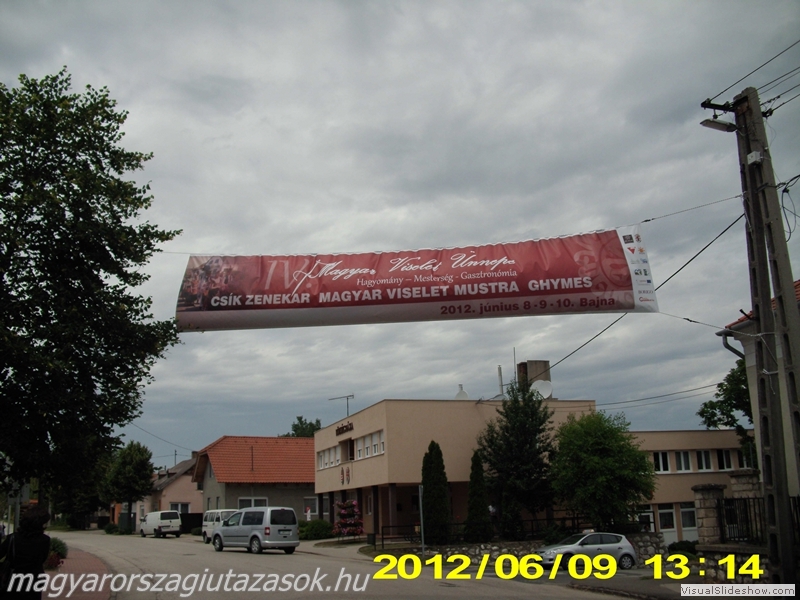 IV. A Magyar Viselet Ünnepe
Hagyomány – Mesterség - Gasztronómia
CSÍK ZENEKAR MAGYAR VISELET MUSTRA GHYMES
2012. június 8-9-10. Bajna
magyarorszagiutazasok.hu
2012/06/09 13:14
VisualSlideshow.com